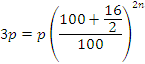 3p = p((100 + 16/2)/100)^{2n}